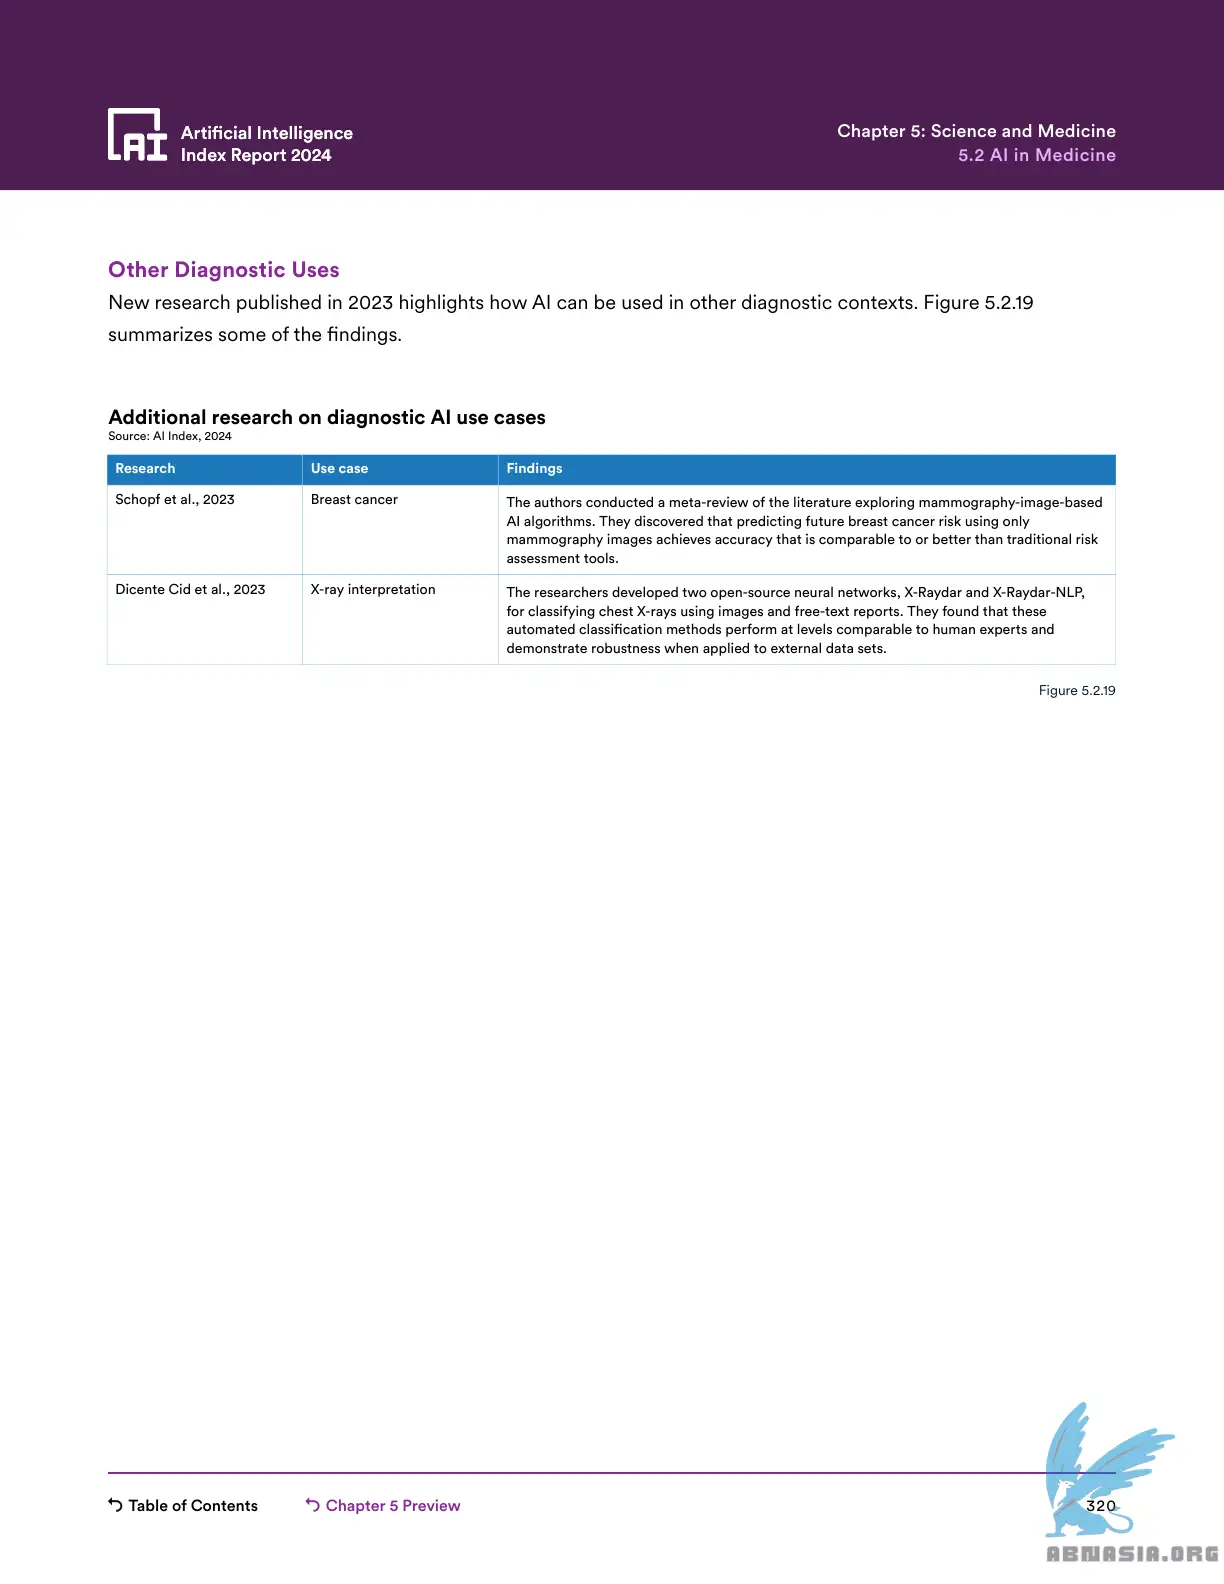 Artificial Intelligence
Index Report 2024
Chapter 5: Science and Medicine
5.2 AI in Medicine
Other Diagnostic Uses
New research published in 2023 highlights how AI can be used in other diagnostic contexts. Figure 5.2.19
summarizes some of the findings.
Additional research on diagnostic AI use cases
Source: AI Index, 2024
Research Use case Findings
Schopf et al., 2023 Breast cancer The authors conducted a meta-review of the literature exploring mammography-image-based
AI algorithms. They discovered that predicting future breast cancer risk using only
mammography images achieves accuracy that is comparable to or better than traditional risk
assessment tools.
Dicente Cid et al., 2023 X-ray interpretation The researchers developed two open-source neural networks, X-Raydar and X-Raydar-NLP,
for classifying chest X-rays using images and free-text reports. They found that these
automated classification methods perform at levels comparable to human experts and
demonstrate robustness when applied to external data sets.
Figure 5.2.19
Table of Contents Chapter 5 Preview 320
ABNASIA.ORG